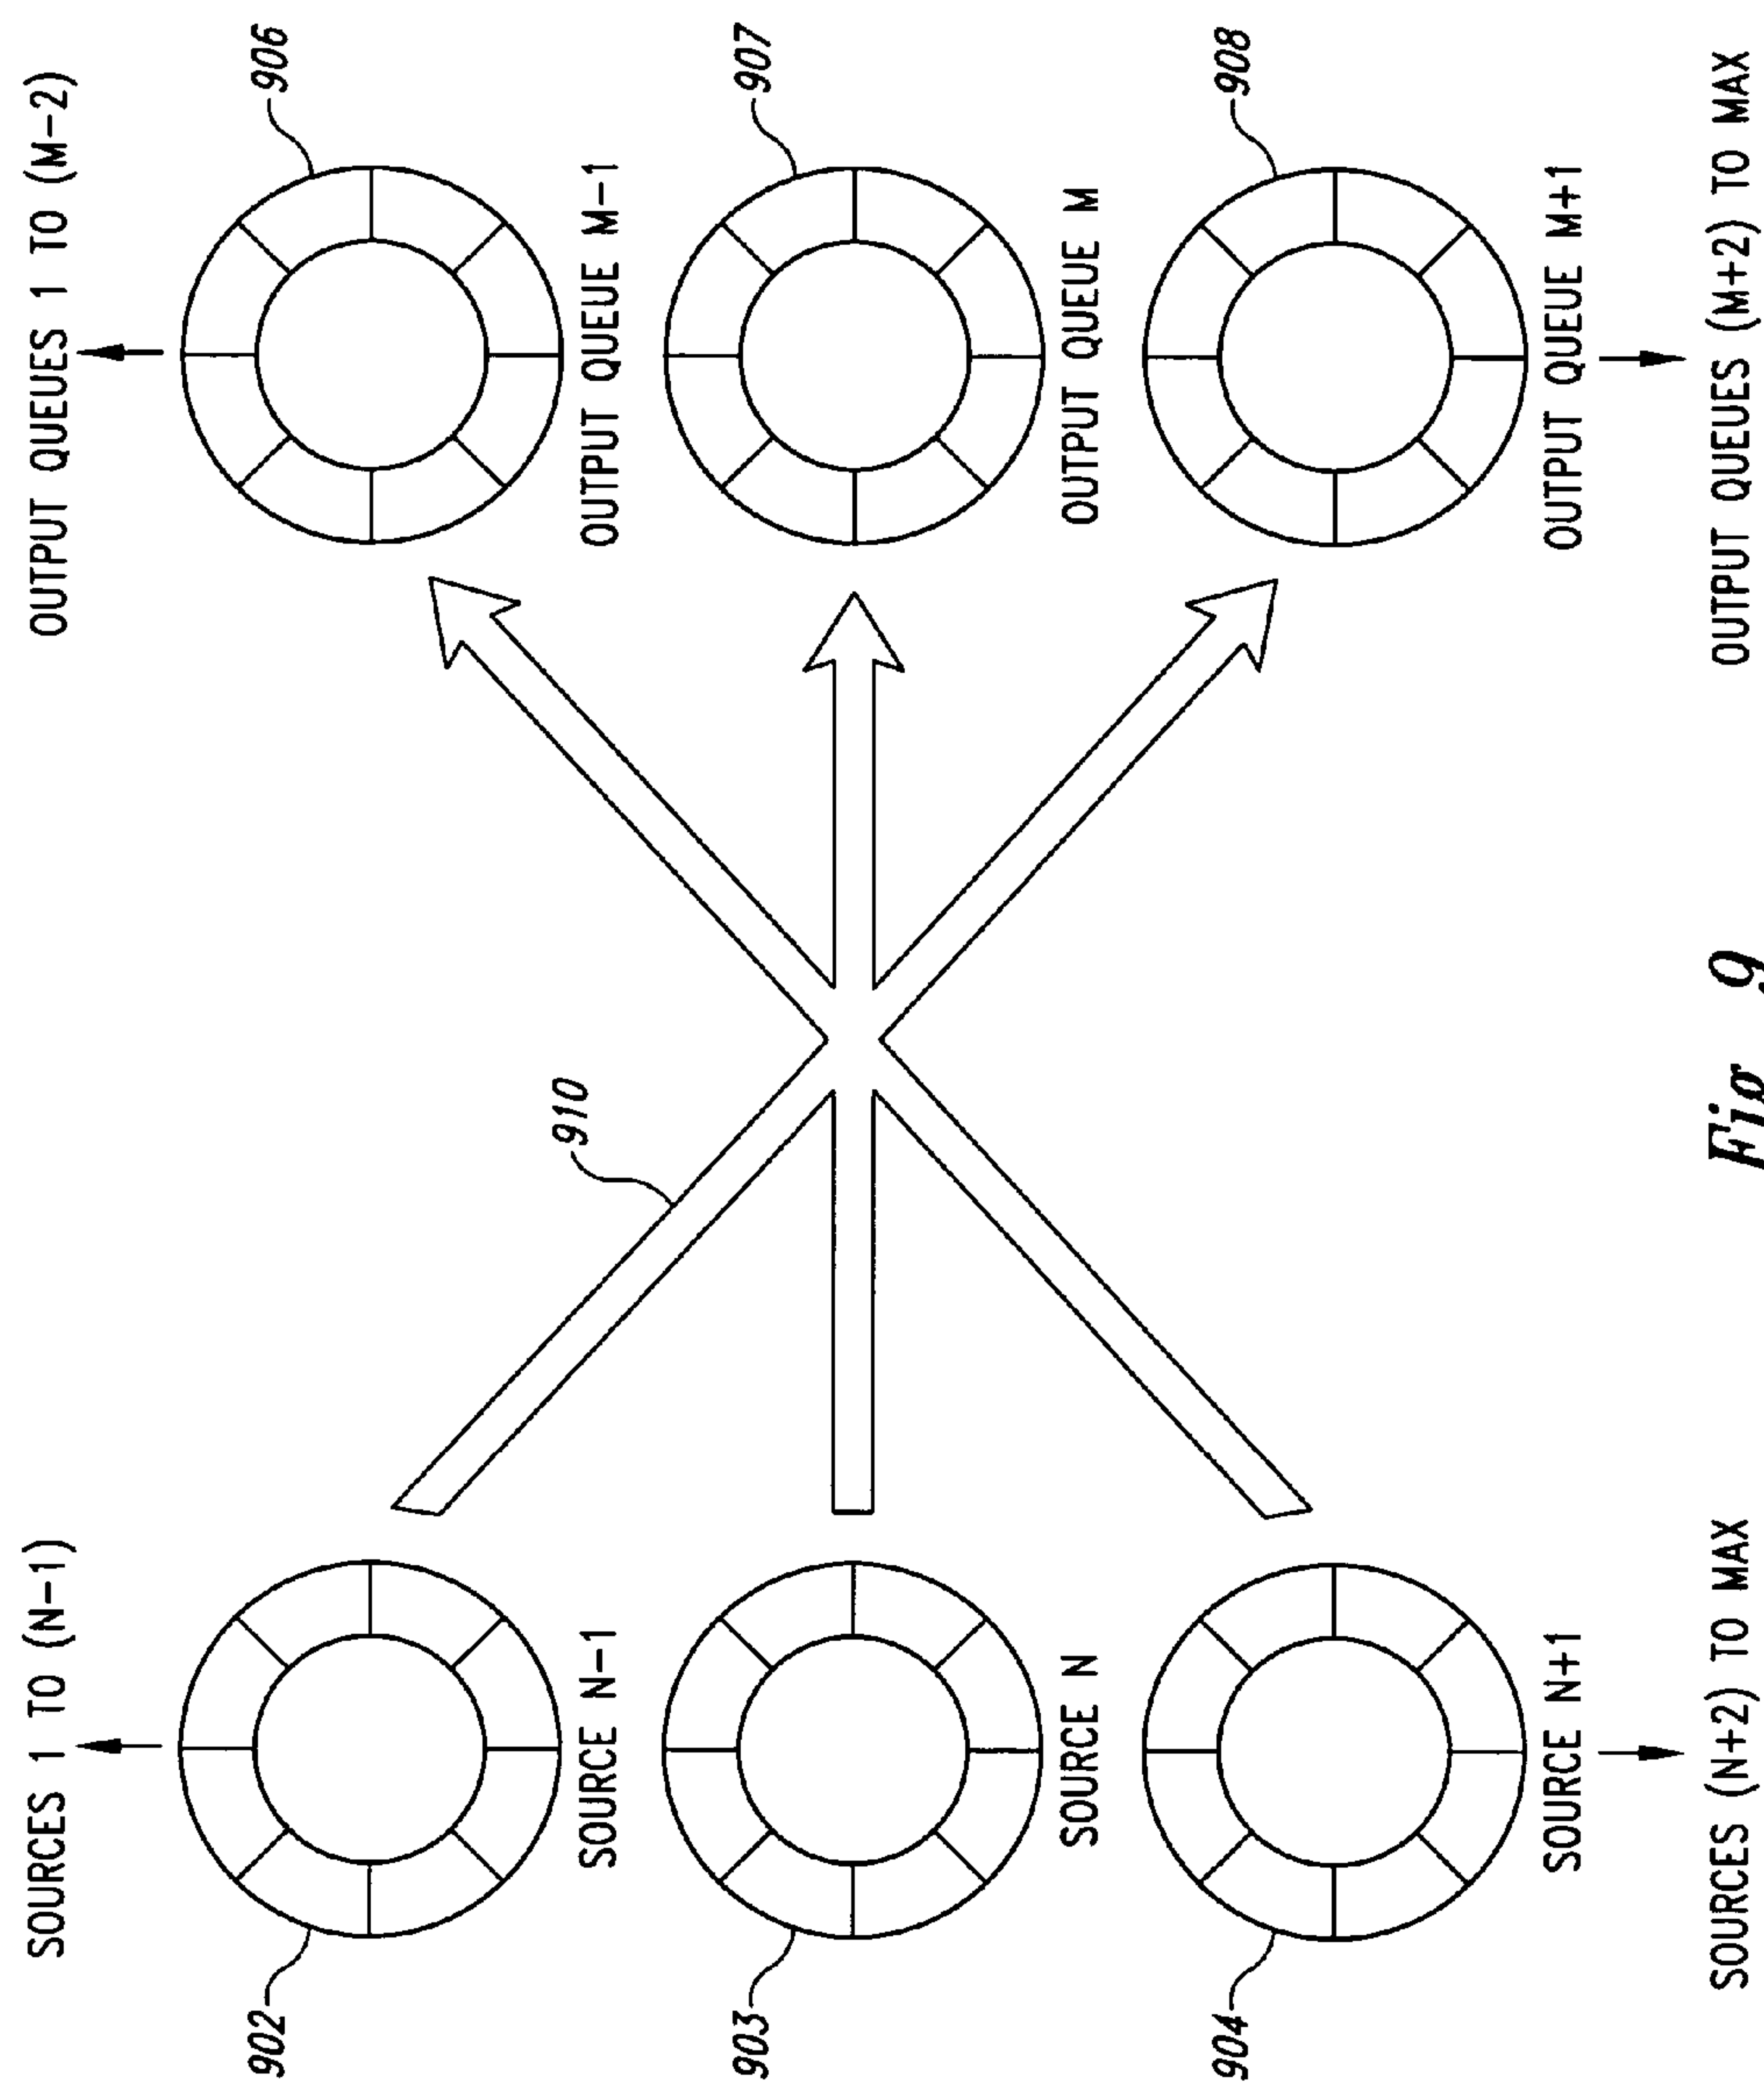 SOURCES 1 TO (N-1)
OUTPUT QUEUES 1 TO (M-2)
902
906
910
SOURCE N-1
OUTPUT QUEUE M-1
903
907
SOURCE N
OUTPUT QUEUE M
904
908
SOURCE N+1
OUTPUT QUEUE M+1
SOURCES (N+2) TO MAX
OUTPUT QUEUES (M+2) TO MAX
Fig 9